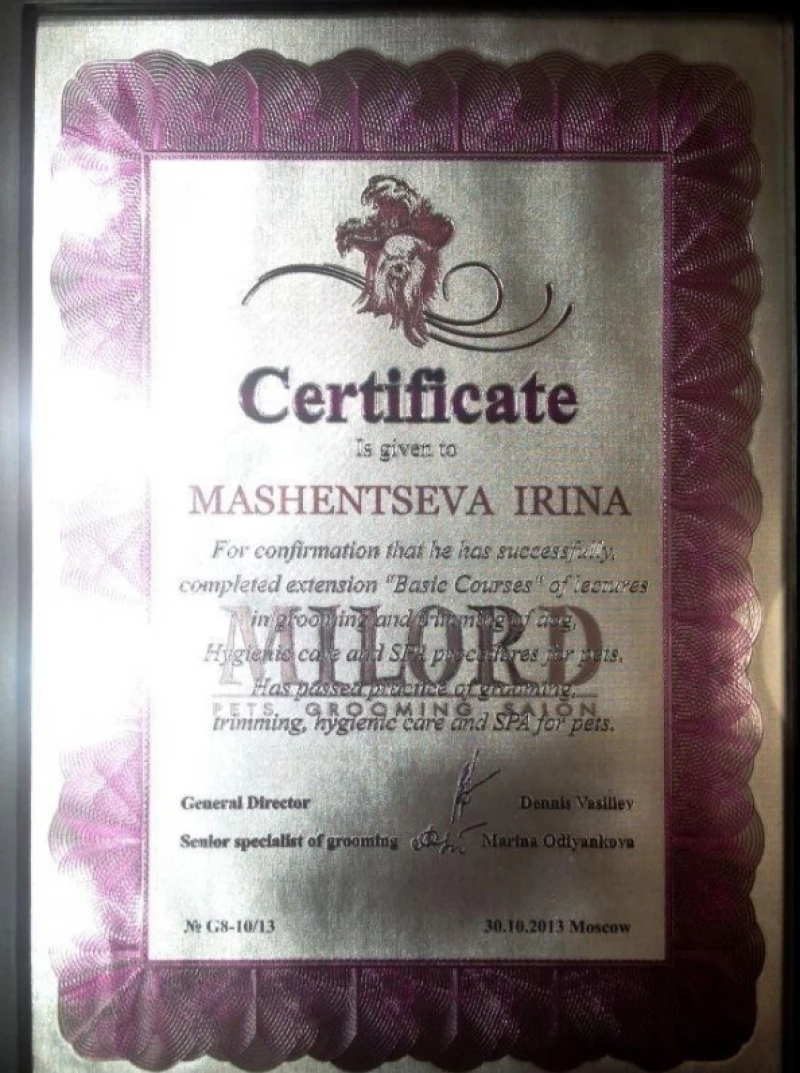 Certificate
Is given to
MASHENTSEVA IRINA
For confirmation that he has successfully,
completed extension "Basic Courses" of lectures
in grooming and trimming of dog,
MILORD
Hygienic care and SPA procedures for pets.
Has passed practice of grooming,
PETS GROOMING SALON
trimming, hygienic care and SPA for pets.
General Director Dennis Vasiliev
Senior specialist of grooming Marina Odiyankova
№ G8-10/13 30.10.2013 Moscow